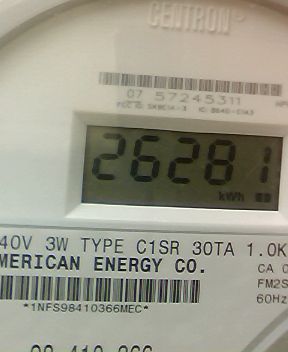 CENTRON
07 57245311
26281
kWh
40V 3W TYPE C1SR 30TA 1.0K
MERICAN ENERGY CO.
CA 0
FM2S
60Hz
*1NFS98410366MEC*